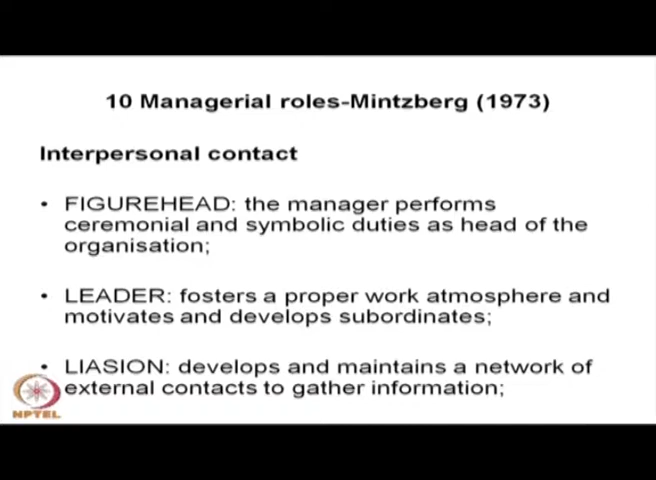 10 Managerial roles-Mintzberg (1973)
Interpersonal contact
• FIGUREHEAD: the manager performs
ceremonial and symbolic duties as head of the
organisation;
• LEADER: fosters a proper work atmosphere and
motivates and develops subordinates;
• LIASION: develops and maintains a network of
external contacts to gather information;
NPTEL